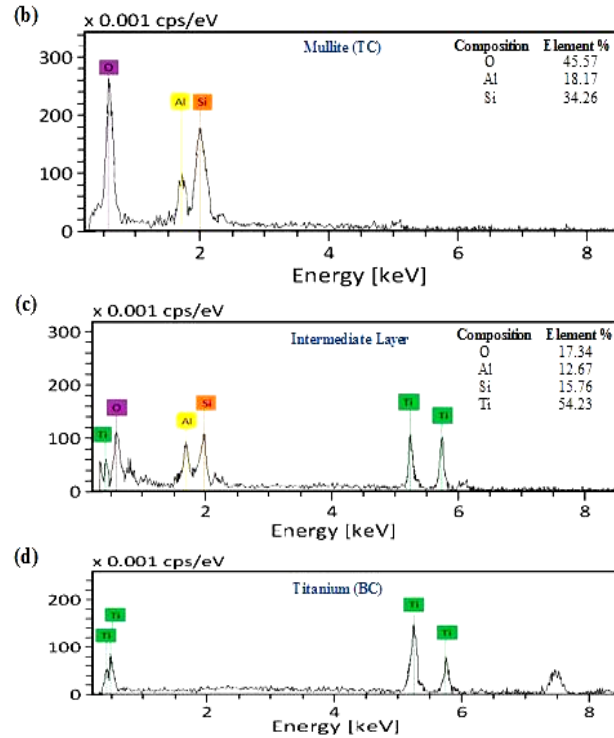 (b)
x 0.001 cps/eV
Mullite (TC)
Composition Element %
O 45.57
Al 18.17
Si 34.26
300
200
100
0
O
Al
Si
2
4
6
8
Energy [keV]
(c)
x 0.001 cps/eV
Intermediate Layer
Composition Element %
O 17.34
Al 12.67
Si 15.76
Ti 54.23
300
200
100
0
Ti
O
Al
Si
Ti
Ti
2
4
6
8
Energy [keV]
(d)
x 0.001 cps/eV
Titanium (BC)
200
100
0
Ti
Ti
Ti
Ti
2
4
6
8
Energy [keV]